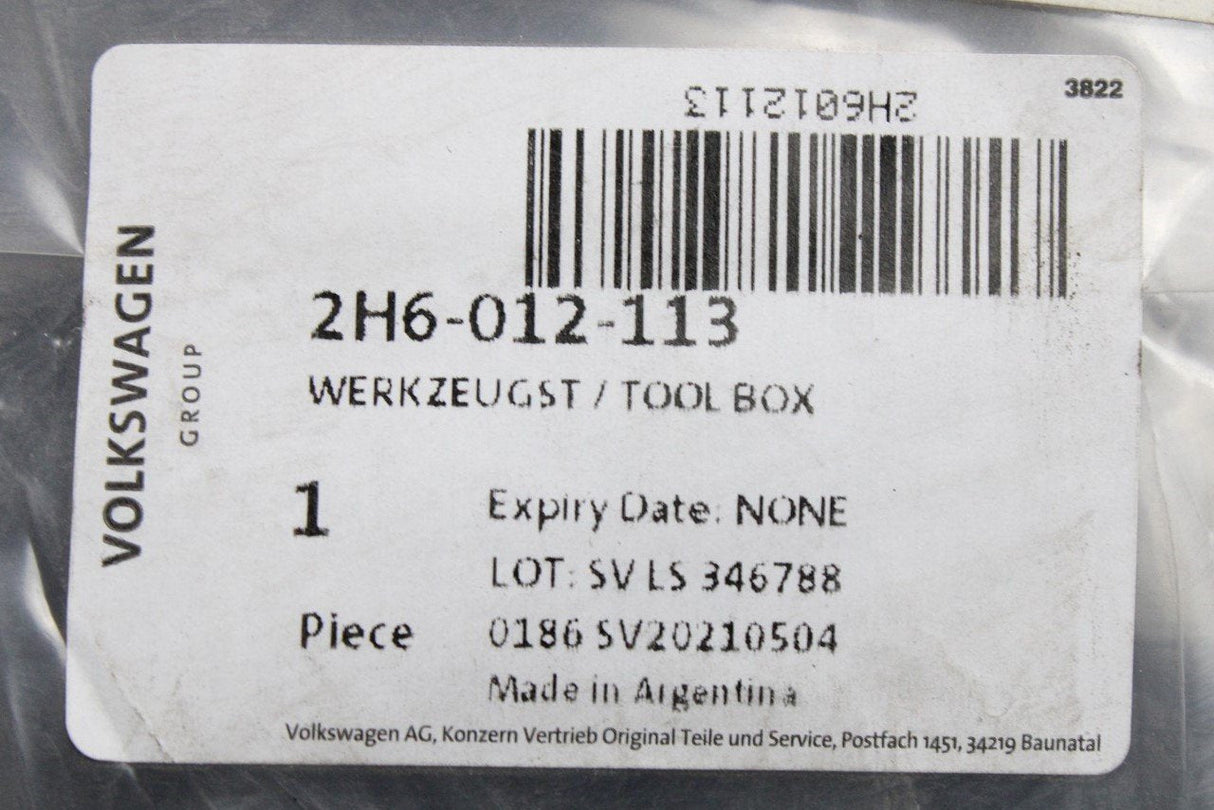 3822
2H6012113
2H6-012-113
WERKZEUGST / TOOL BOX
VOLKSWAGEN
GROUP
1
Expiry Date: NONE
LOT: SV LS 346788
Piece
0186 SV20210504
Made in Argentina
Volkswagen AG, Konzern Vertrieb Original Teile und Service, Postfach 1451, 34219 Baunatal